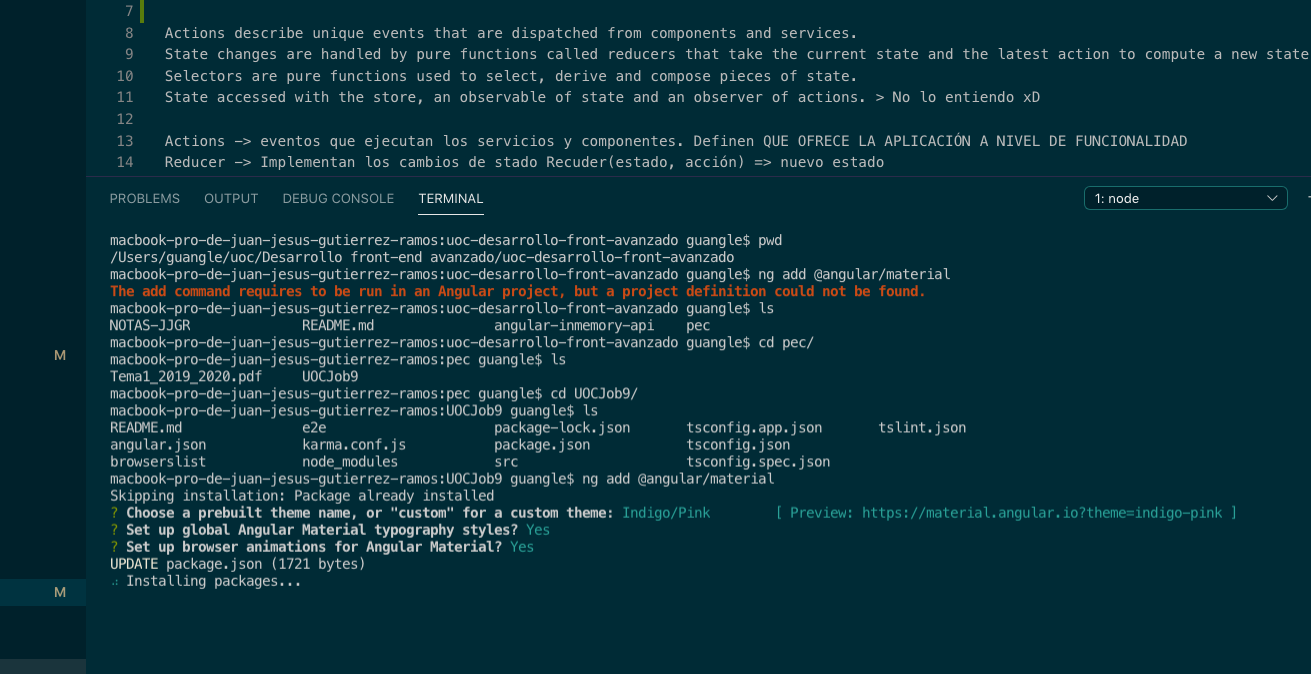 7
8 Actions describe unique events that are dispatched from components and services.
9 State changes are handled by pure functions called reducers that take the current state and the latest action to compute a new state
10 Selectors are pure functions used to select, derive and compose pieces of state.
11 State accessed with the store, an observable of state and an observer of actions. > No lo entiendo xD
12
13 Actions -> eventos que ejecutan los servicios y componentes. Definen QUE OFRECE LA APLICACIÓN A NIVEL DE FUNCIONALIDAD
14 Reducer -> Implementan los cambios de stado Recuder(estado, acción) => nuevo estado
PROBLEMS OUTPUT DEBUG CONSOLE TERMINAL 1: node
macbook-pro-de-juan-jesus-gutierrez-ramos:uoc-desarrollo-front-avanzado guangle$ pwd
/Users/guangle/uoc/Desarrollo front-end avanzado/uoc-desarrollo-front-avanzado
macbook-pro-de-juan-jesus-gutierrez-ramos:uoc-desarrollo-front-avanzado guangle$ ng add @angular/material
The add command requires to be run in an Angular project, but a project definition could not be found.
macbook-pro-de-juan-jesus-gutierrez-ramos:uoc-desarrollo-front-avanzado guangle$ ls
NOTAS-JJGR README.md angular-inmemory-api pec
macbook-pro-de-juan-jesus-gutierrez-ramos:uoc-desarrollo-front-avanzado guangle$ cd pec/
M
macbook-pro-de-juan-jesus-gutierrez-ramos:pec guangle$ ls
Tema1_2019_2020.pdf UOCJob9
macbook-pro-de-juan-jesus-gutierrez-ramos:pec guangle$ cd UOCJob9/
macbook-pro-de-juan-jesus-gutierrez-ramos:UOCJob9 guangle$ ls
README.md e2e package-lock.json tsconfig.app.json tslint.json
angular.json karma.conf.js package.json tsconfig.json
browserslist node_modules src tsconfig.spec.json
macbook-pro-de-juan-jesus-gutierrez-ramos:UOCJob9 guangle$ ng add @angular/material
Skipping installation: Package already installed
? Choose a prebuilt theme name, or "custom" for a custom theme: Indigo/Pink [ Preview: https://material.angular.io?theme=indigo-pink ]
? Set up global Angular Material typography styles? Yes
? Set up browser animations for Angular Material? Yes
UPDATE package.json (1721 bytes)
Installing packages...
M